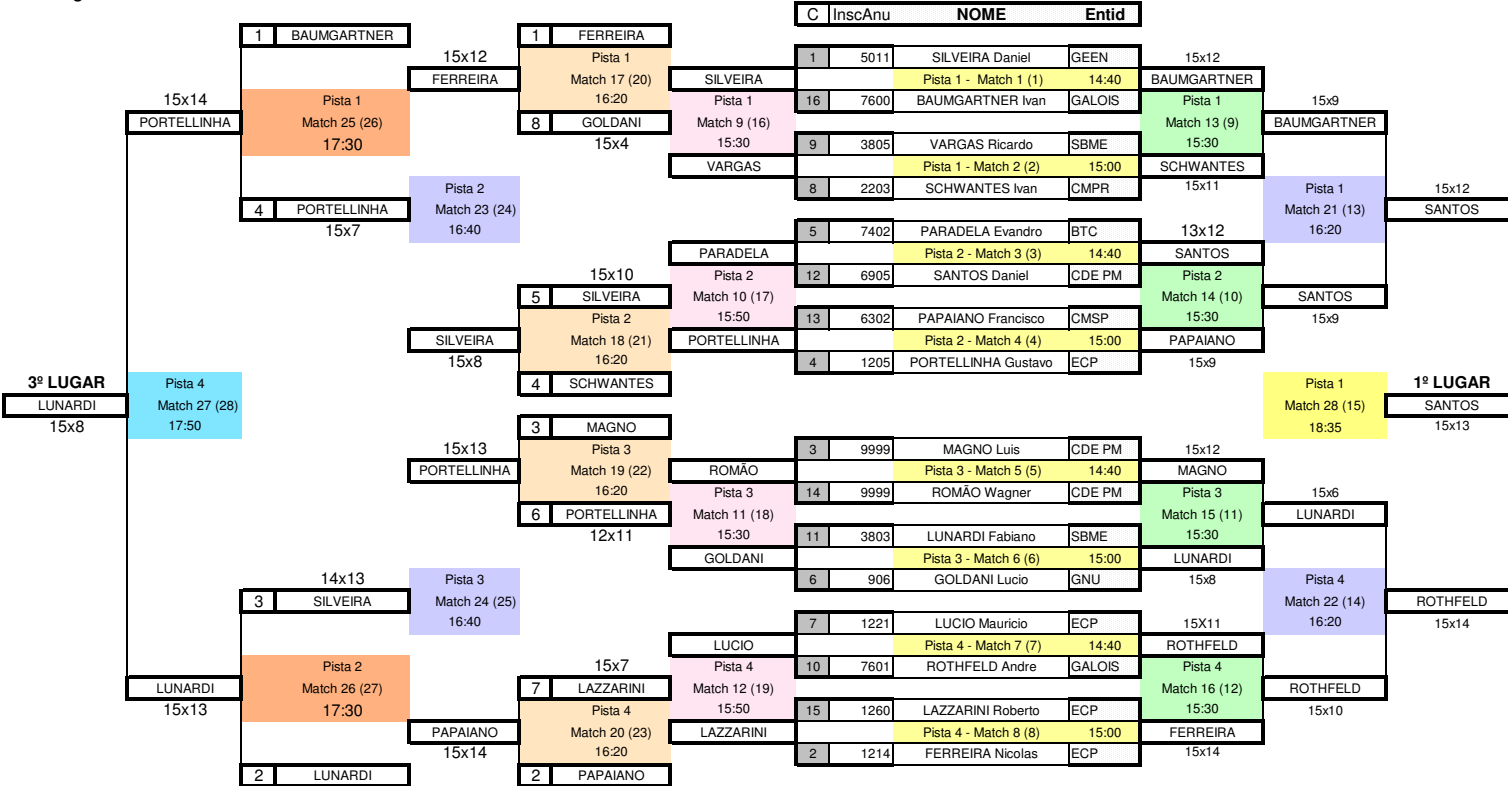 C InscAnu NOME Entid
1 BAUMGARTNER 1 FERREIRA
15x12 Pista 1 1 5011 SILVEIRA Daniel GEEN 15x12
FERREIRA Match 17 (20) SILVEIRA Pista 1 - Match 1 (1) 14:40 BAUMGARTNER
15x14 Pista 1 16:20 Pista 1 16 7600 BAUMGARTNER Ivan GALOIS Pista 1 15x9
PORTELLINHA Match 25 (26) 8 GOLDANI Match 9 (16) Match 13 (9) BAUMGARTNER
17:30 15x4 15:30 9 3805 VARGAS Ricardo SBME 15:30
VARGAS Pista 1 - Match 2 (2) 15:00 SCHWANTES
Pista 2 8 2203 SCHWANTES Ivan CMPR 15x11 Pista 1 15x12
4 PORTELLINHA Match 23 (24) Match 21 (13) SANTOS
15x7 16:40 5 7402 PARADELA Evandro BTC 13x12 16:20
PARADELA Pista 2 - Match 3 (3) 14:40 SANTOS
15x10 Pista 2 12 6905 SANTOS Daniel CDE PM Pista 2
5 SILVEIRA Match 10 (17) Match 14 (10) SANTOS
Pista 2 15:50 13 6302 PAPAIANO Francisco CMSP 15:30 15x9
SILVEIRA Match 18 (21) PORTELLINHA Pista 2 - Match 4 (4) 15:00 PAPAIANO
15x8 16:20 4 1205 PORTELLINHA Gustavo ECP 15x9
3º LUGAR Pista 4 4 SCHWANTES Pista 1 1º LUGAR
LUNARDI Match 27 (28) Match 28 (15) SANTOS
15x8 17:50 3 MAGNO 18:35 15x13
15x13 Pista 3 3 9999 MAGNO Luis CDE PM 15x12
PORTELLINHA Match 19 (22) ROMÃO Pista 3 - Match 5 (5) 14:40 MAGNO
16:20 Pista 3 14 9999 ROMÃO Wagner CDE PM Pista 3 15x6
6 PORTELLINHA Match 11 (18) Match 15 (11) LUNARDI
12x11 15:30 11 3803 LUNARDI Fabiano SBME 15:30
GOLDANI Pista 3 - Match 6 (6) 15:00 LUNARDI
14x13 Pista 3 6 906 GOLDANI Lucio GNU 15x8 Pista 4
3 SILVEIRA Match 24 (25) Match 22 (14) ROTHFELD
16:40 7 1221 LUCIO Mauricio ECP 15X11 16:20 15x14
LUCIO Pista 4 - Match 7 (7) 14:40 ROTHFELD
Pista 2 15x7 Pista 4 10 7601 ROTHFELD Andre GALOIS Pista 4
LUNARDI Match 26 (27) 7 LAZZARINI Match 12 (19) Match 16 (12) ROTHFELD
15x13 17:30 Pista 4 15:50 15 1260 LAZZARINI Roberto ECP 15:30 15x10
PAPAIANO Match 20 (23) LAZZARINI Pista 4 - Match 8 (8) 15:00 FERREIRA
15x14 16:20 2 1214 FERREIRA Nicolas ECP 15x14
2 LUNARDI 2 PAPAIANO